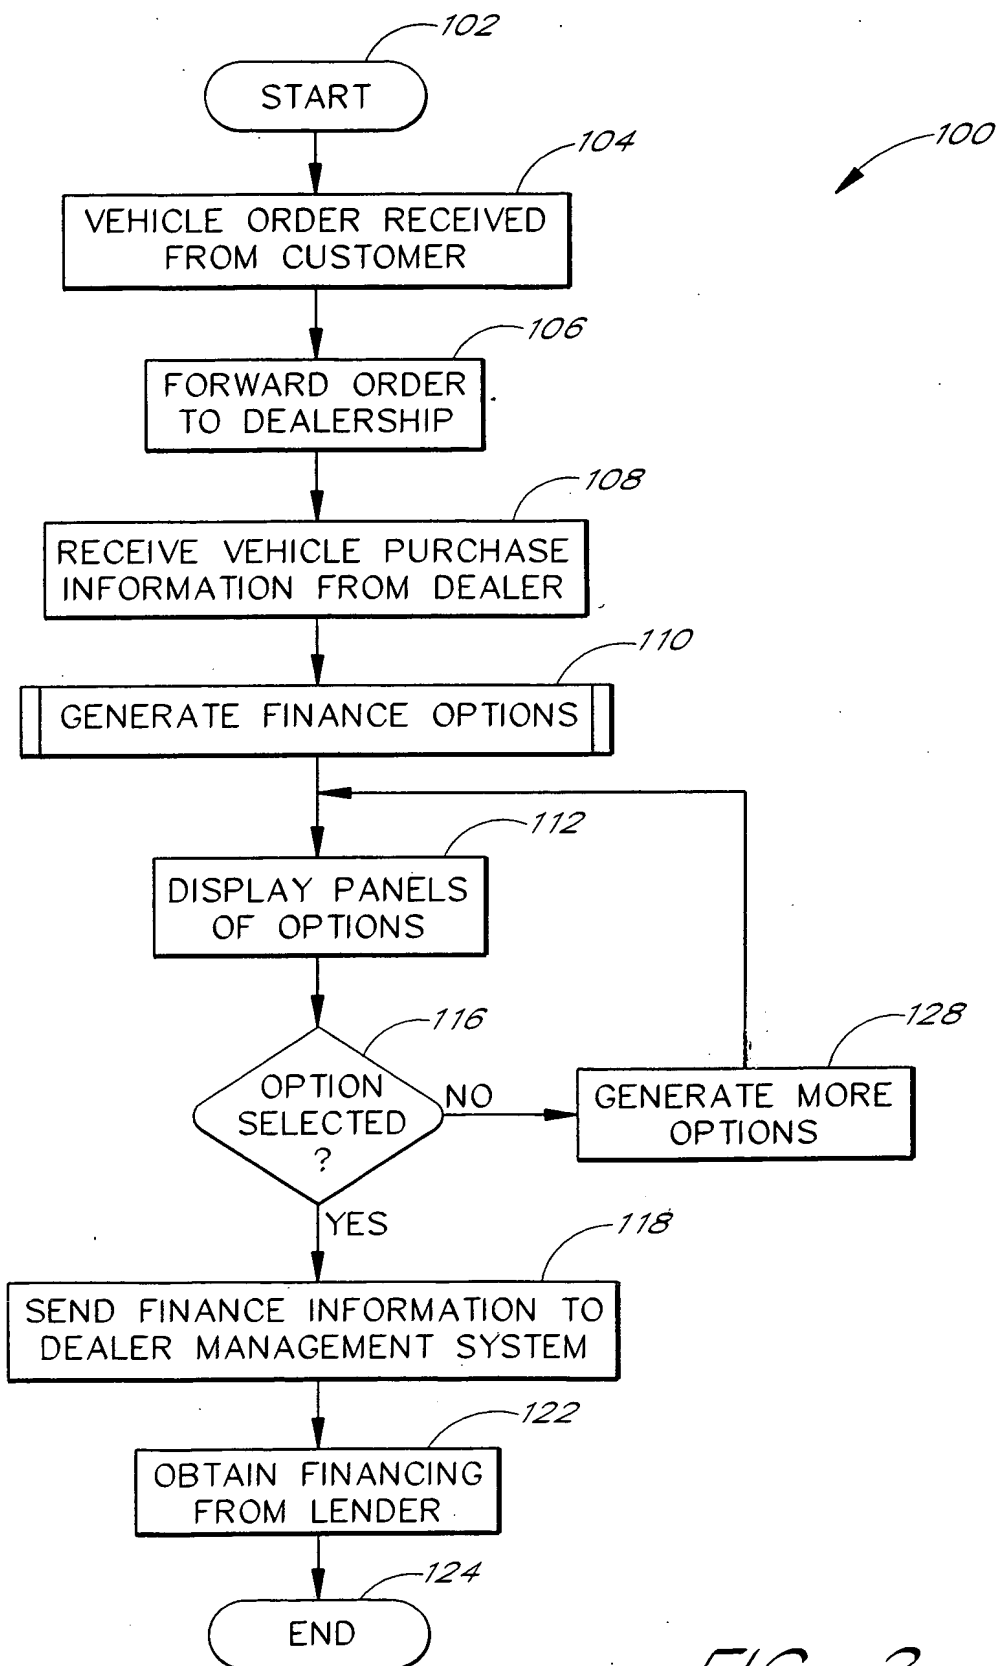 102
START
100
104
VEHICLE ORDER RECEIVED
FROM CUSTOMER
106
FORWARD ORDER
TO DEALERSHIP
108
RECEIVE VEHICLE PURCHASE
INFORMATION FROM DEALER
110
GENERATE FINANCE OPTIONS
112
DISPLAY PANELS
OF OPTIONS
116
OPTION
SELECTED
?
NO
128
GENERATE MORE
OPTIONS
YES
118
SEND FINANCE INFORMATION TO
DEALER MANAGEMENT SYSTEM
122
OBTAIN FINANCING
FROM LENDER
124
END
FIG.